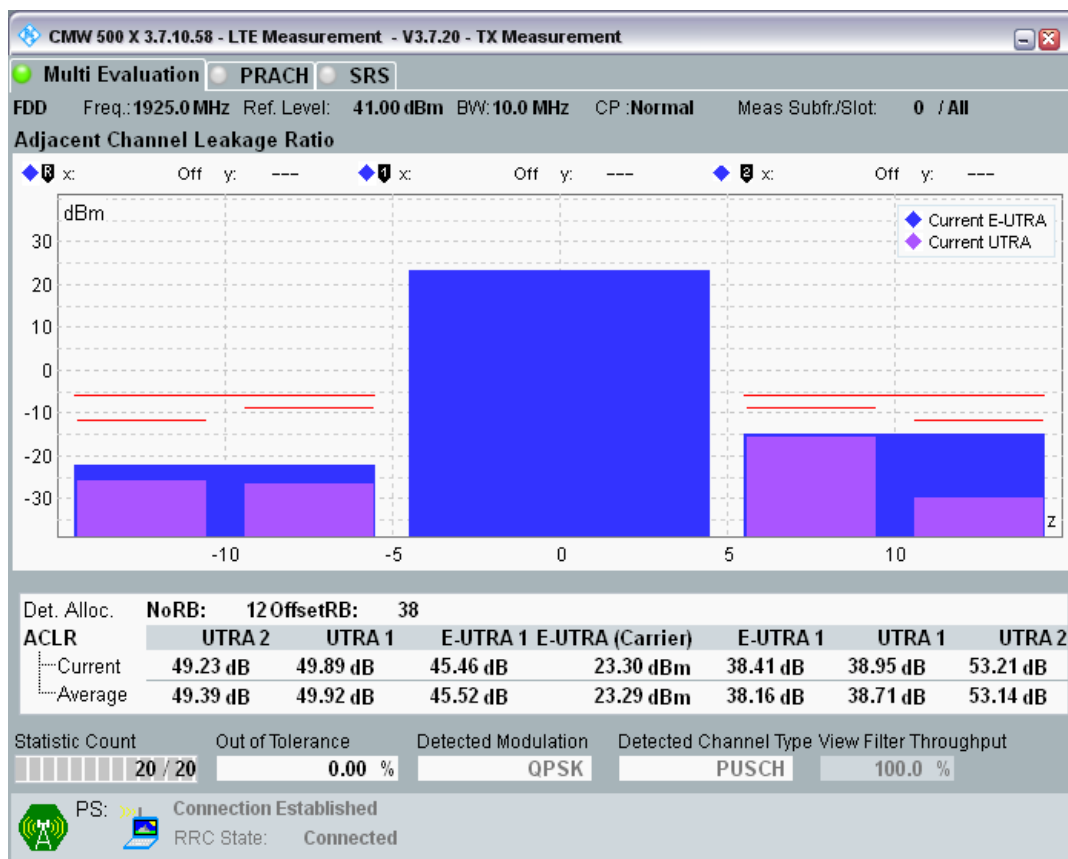 CMW 500 X 3.7.10.58 - LTE Measurement - V3.7.20 - TX Measurement
Multi Evaluation PRACH SRS
FDD Freq.: 1925.0 MHz Ref. Level: 41.00 dBm BW: 10.0 MHz CP :Normal Meas Subfr./Slot: 0 / All
Adjacent Channel Leakage Ratio
R x: Off y: --- 1 x: Off y: --- 2 x: Off y: ---
dBm
Current E-UTRA
Current UTRA
30
20
10
0
-10
-20
-30
z
-10 -5 0 5 10
Det. Alloc. NoRB: 12 OffsetRB: 38
ACLR UTRA 2 UTRA 1 E-UTRA 1 E-UTRA (Carrier) E-UTRA 1 UTRA 1 UTRA 2
Current 49.23 dB 49.89 dB 45.46 dB 23.30 dBm 38.41 dB 38.95 dB 53.21 dB
Average 49.39 dB 49.92 dB 45.52 dB 23.29 dBm 38.16 dB 38.71 dB 53.14 dB
Statistic Count Out of Tolerance Detected Modulation Detected Channel Type View Filter Throughput
20 / 20 0.00 % QPSK PUSCH 100.0 %
PS: Connection Established
RRC State: Connected